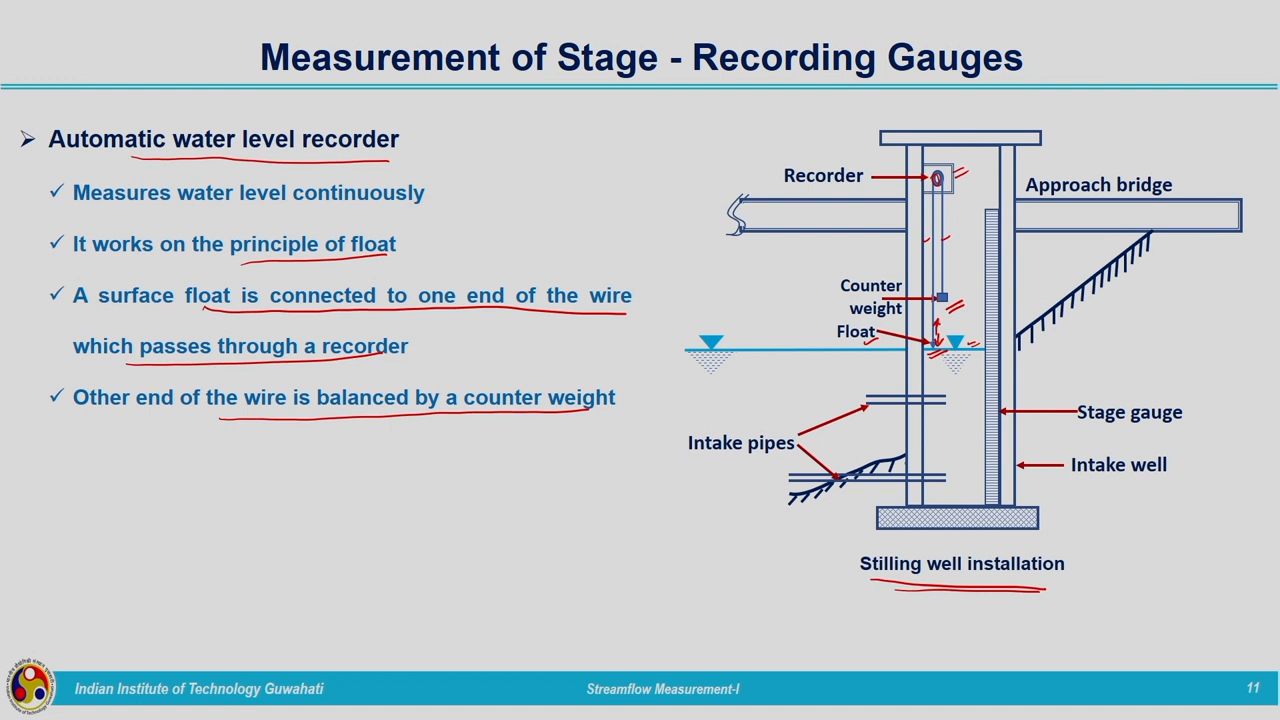 Measurement of Stage - Recording Gauges
Automatic water level recorder
Measures water level continuously
It works on the principle of float
A surface float is connected to one end of the wire
which passes through a recorder
Other end of the wire is balanced by a counter weight
Recorder
Approach bridge
Counter
weight
Float
Intake pipes
Stage gauge
Intake well
Stilling well installation
Indian Institute of Technology Guwahati
Streamflow Measurement-I
11